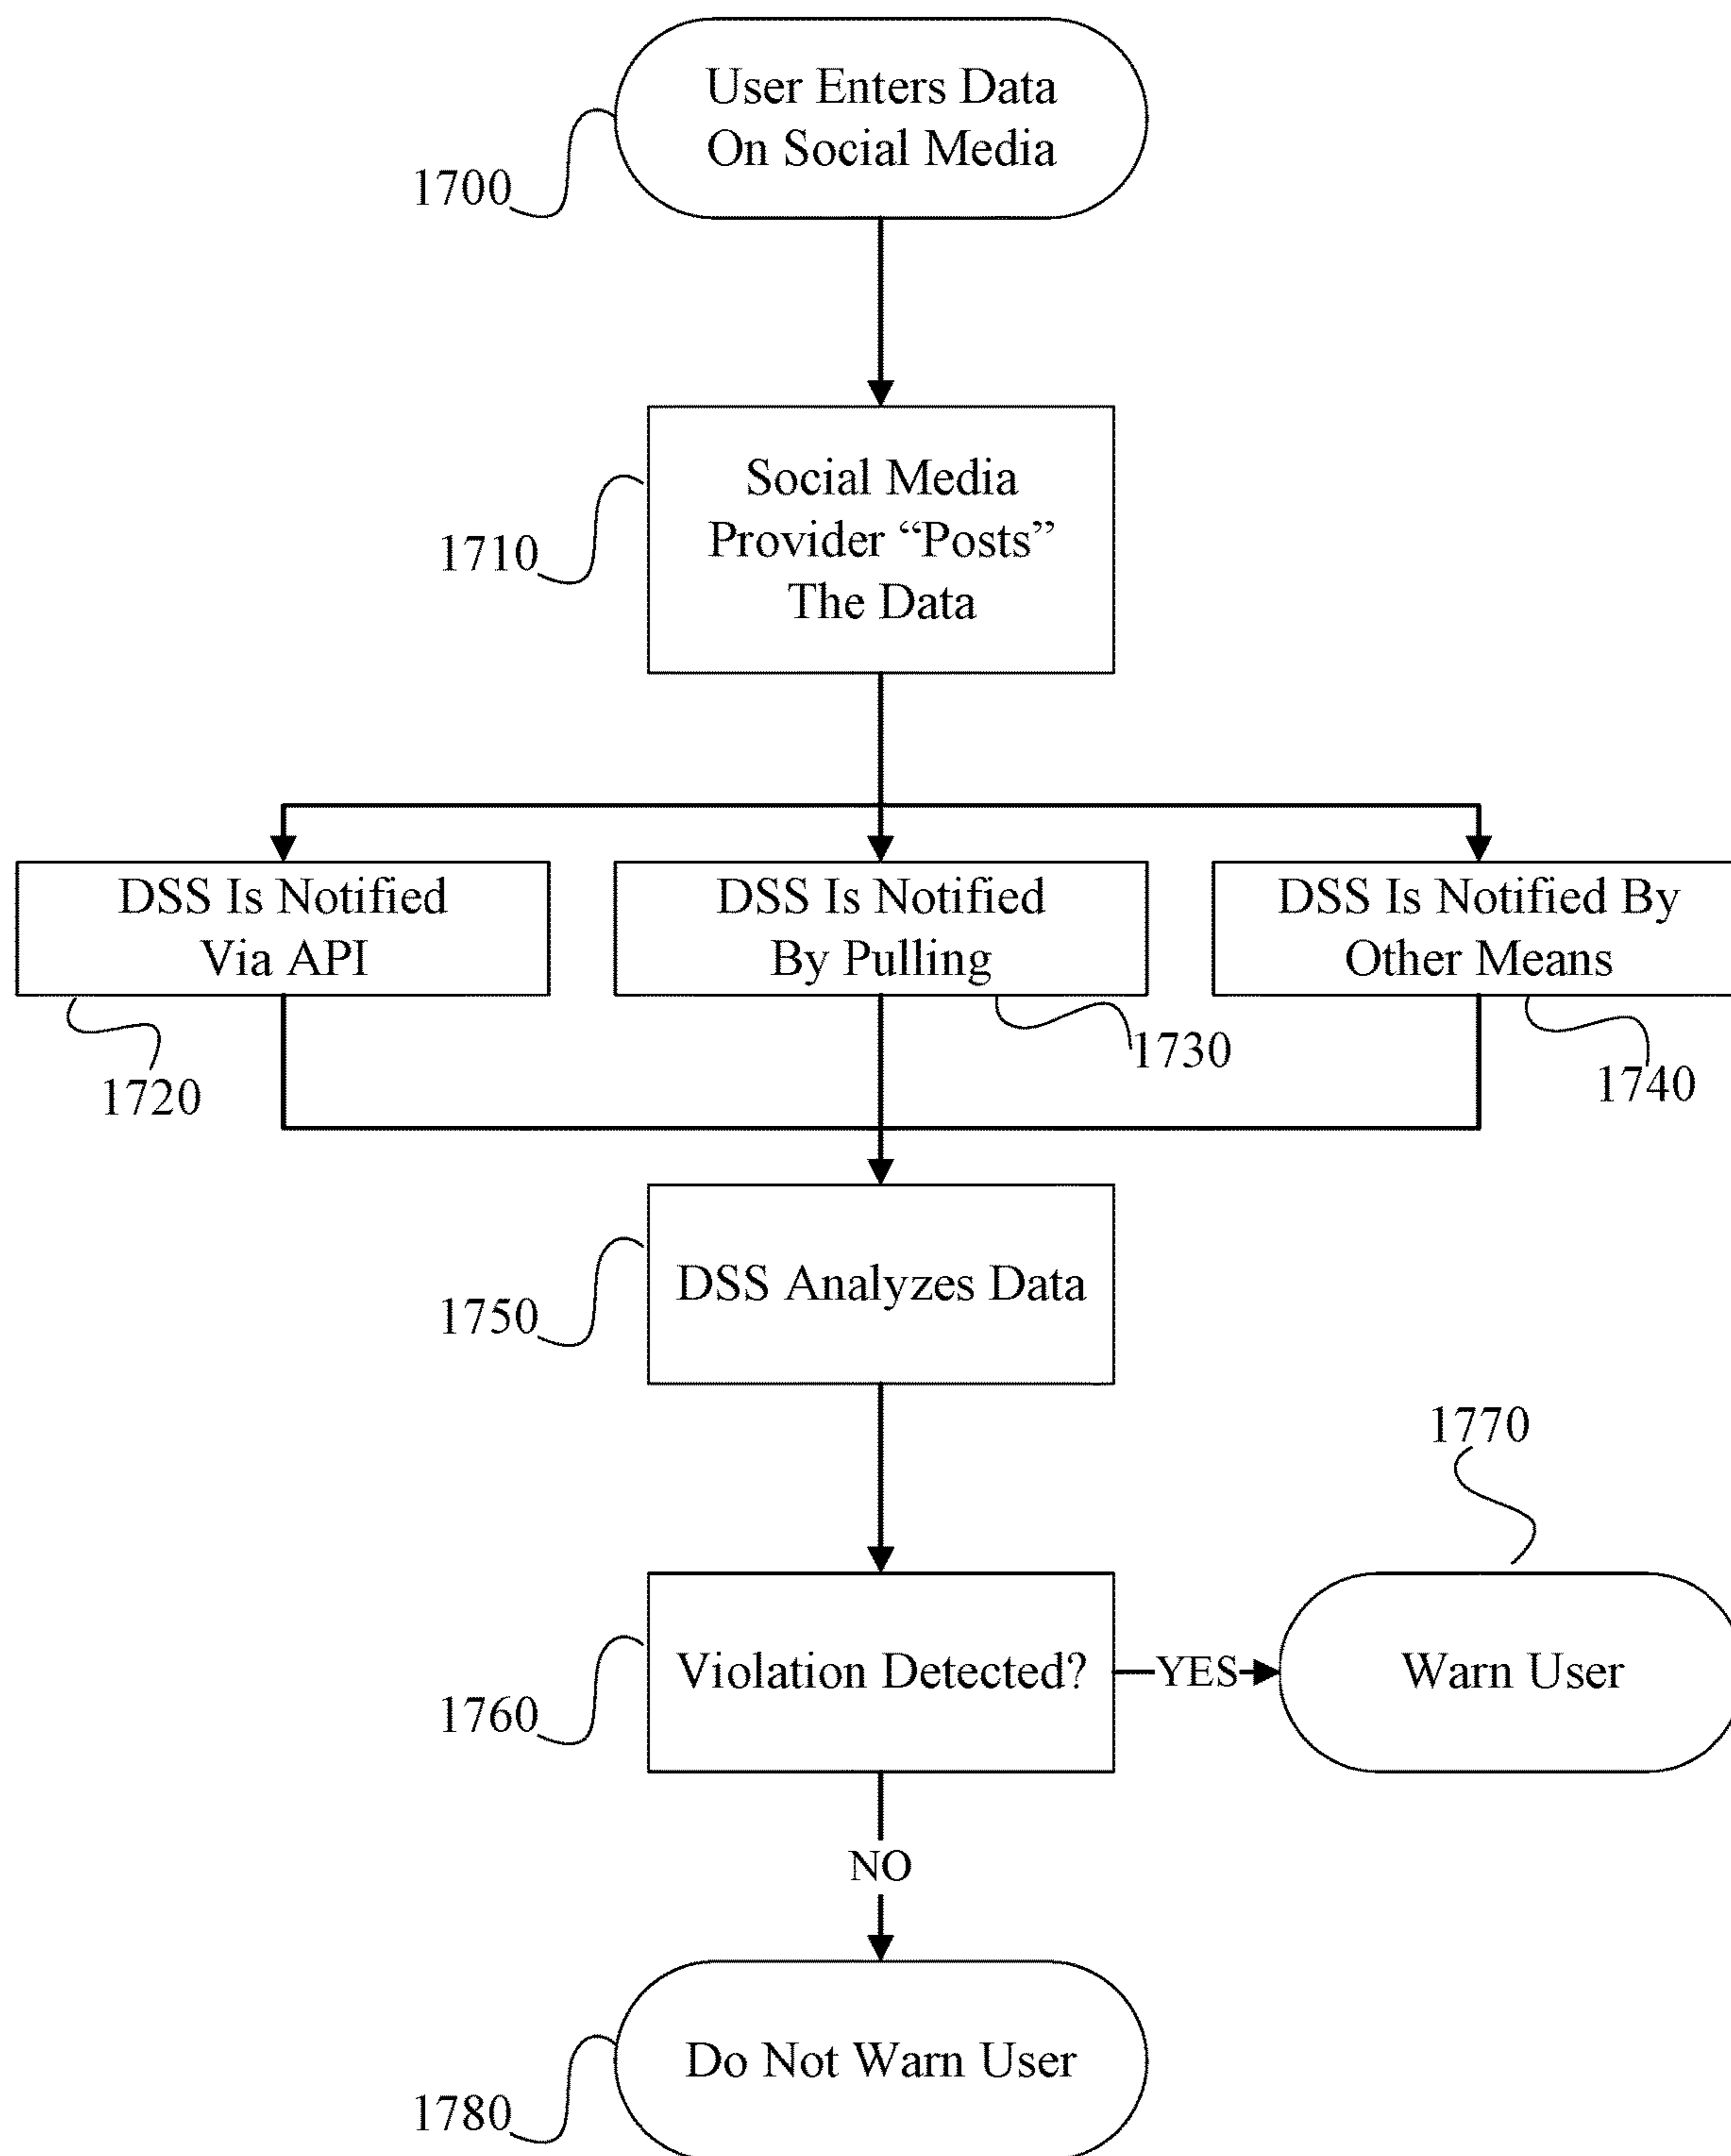 User Enters Data
On Social Media
1700
Social Media
Provider “Posts”
The Data
1710
DSS Is Notified
Via API
DSS Is Notified
By Pulling
DSS Is Notified By
Other Means
1720
1730
1740
DSS Analyzes Data
1750
1770
Violation Detected?
YES
Warn User
1760
NO
Do Not Warn User
1780